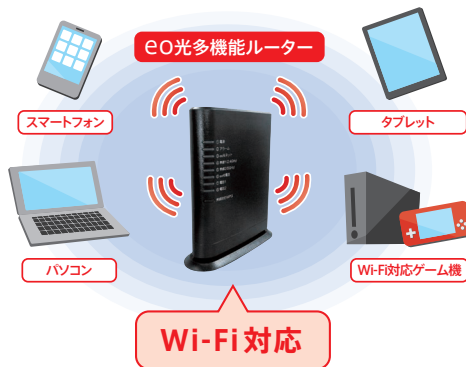 eo光多機能ルーター
スマートフォン
タブレット
パソコン
Wi-Fi対応ゲーム機
Wi-Fi対応